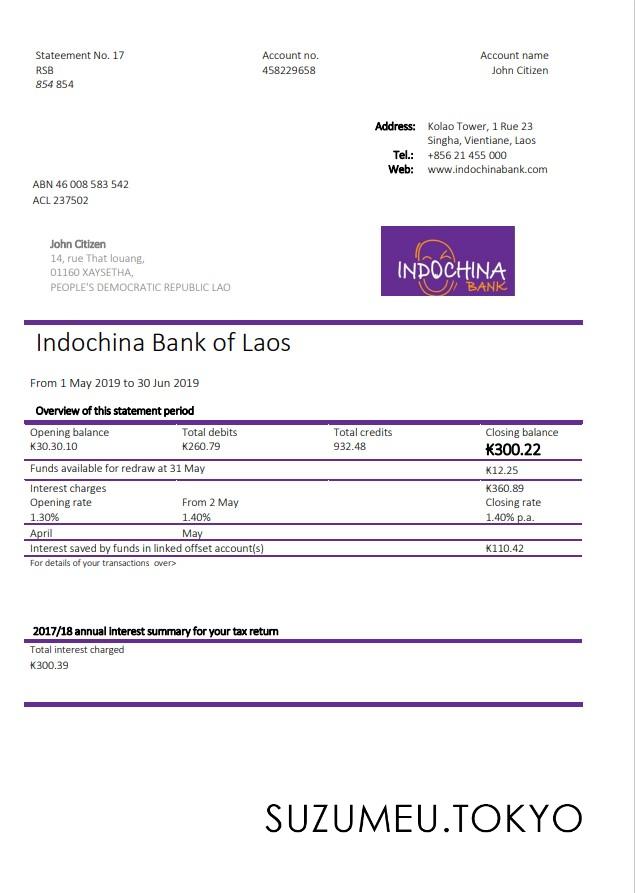 Stateement No. 17 Account no. Account name
RSB 458229658 John Citizen
854 854
Address: Kolao Tower, 1 Rue 23
Singha, Vientiane, Laos
Tel.: +856 21 455 000
Web: www.indochinabank.com
ABN 46 008 583 542
ACL 237502
John Citizen
14, rue That louang,
01160 XAYSETHA,
PEOPLE'S DEMOCRATIC REPUBLIC LAO
INDOCHINA
BANK
Indochina Bank of Laos
From 1 May 2019 to 30 Jun 2019
Overview of this statement period
Opening balance Total debits Total credits Closing balance
₭30.30.10 ₭260.79 932.48 ₭300.22
Funds available for redraw at 31 May ₭12.25
Interest charges ₭360.89
Opening rate From 2 May Closing rate
1.30% 1.40% 1.40% p.a.
April May
Interest saved by funds in linked offset account(s) ₭110.42
For details of your transactions over>
2017/18 annual interest summary for your tax return
Total interest charged
₭300.39
SUZUMEU.TOKYO